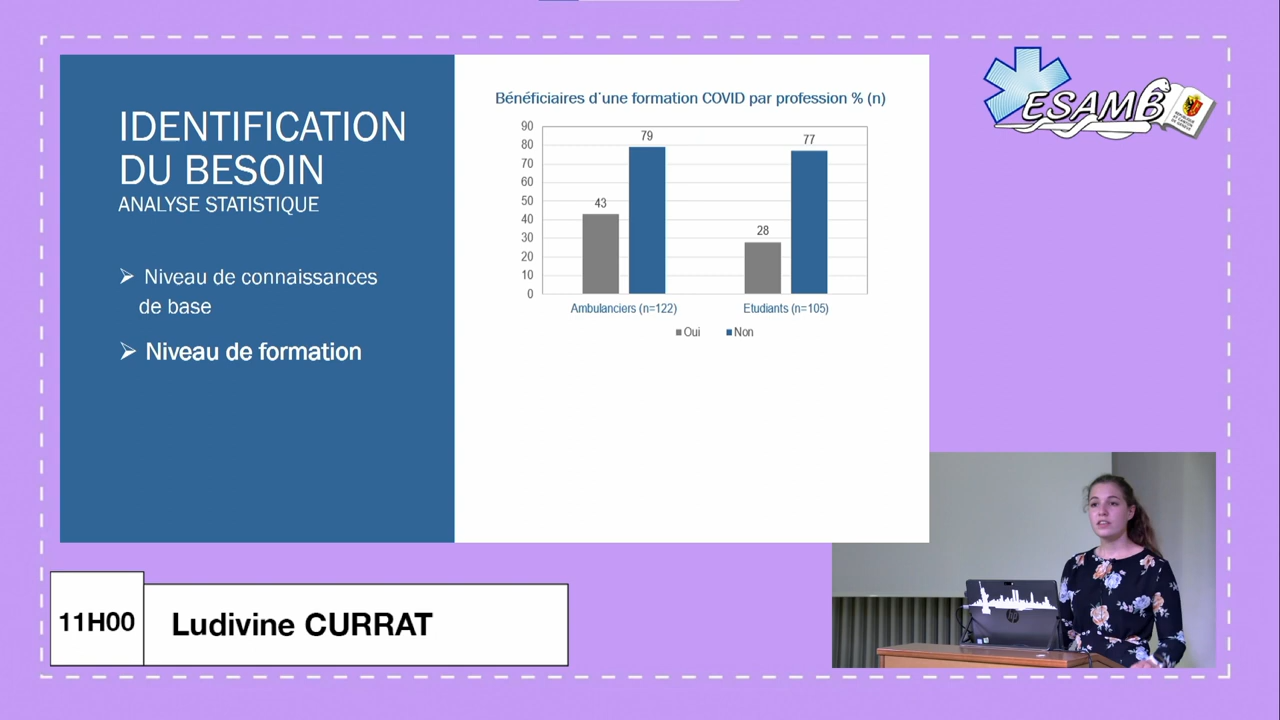 IDENTIFICATION
DU BESOIN
ANALYSE STATISTIQUE
➢ Niveau de connaissances
de base
➢ Niveau de formation
Bénéficiaires d'une formation COVID par profession % (n)
90
80
70
60
50
40
30
20
10
0
43
79
28
77
Ambulanciers (n=122)
Etudiants (n=105)
Oui
Non
ESAMB
11H00
Ludivine CURRAT
hp